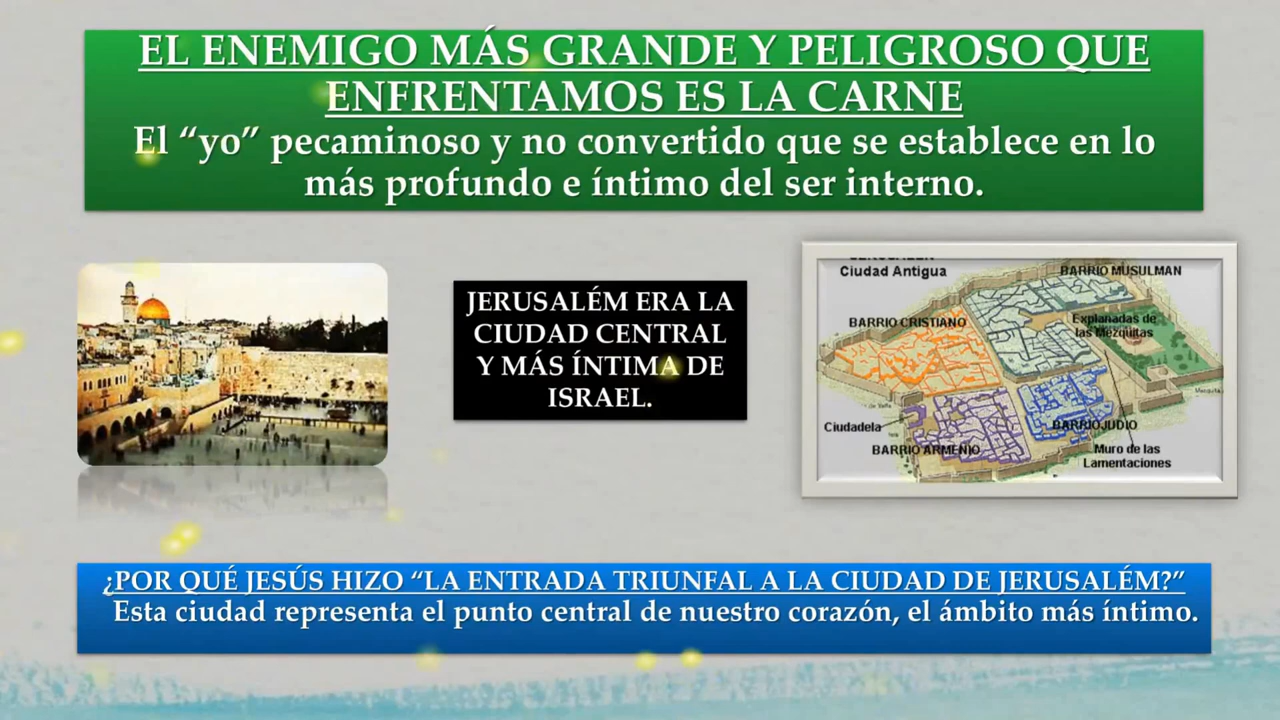 EL ENEMIGO MÁS GRANDE Y PELIGROSO QUE
ENFRENTAMOS ES LA CARNE
El “yo” pecaminoso y no convertido que se establece en lo
más profundo e íntimo del ser interno.
JERUSALÉM ERA LA
CIUDAD CENTRAL
Y MÁS ÍNTIMA DE
ISRAEL.
Ciudad Antigua
BARRIO MUSULMAN
BARRIO CRISTIANO
Explanadas de
las Mezquitas
Ciudadela
BARRIO JUDIO
BARRIO ARMENIO
Muro de las
Lamentaciones
¿POR QUÉ JESÚS HIZO “LA ENTRADA TRIUNFAL A LA CIUDAD DE JERUSALÉM?”
Esta ciudad representa el punto central de nuestro corazón, el ámbito más íntimo.